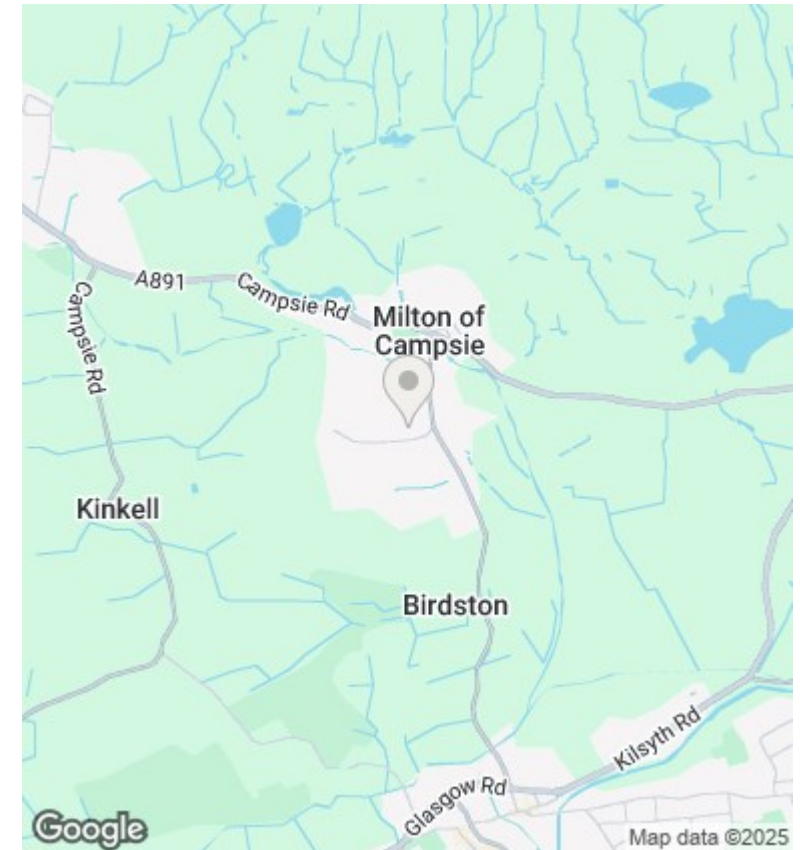 A891
Campsie Rd
Campsie Rd
Milton of
Campsie
Kinkell
Birdston
Kilsyth Rd
Glasgow Rd
Google
Map data ©2025